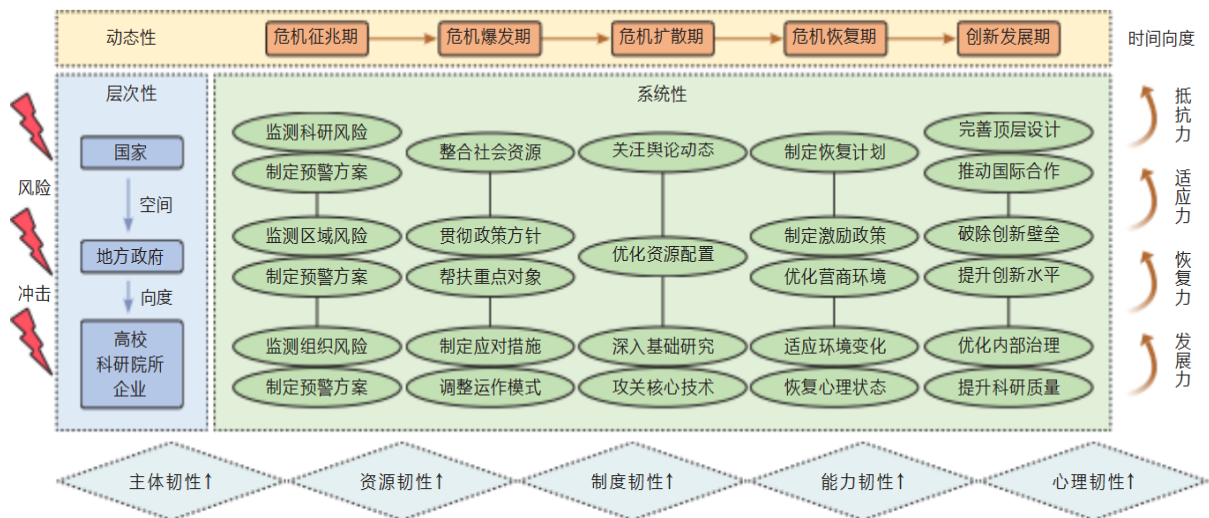 动态性
危机征兆期
危机爆发期
危机扩散期
危机恢复期
创新发展期
时间向度
层次性
国家
空间
地方政府
向度
高校
科研院所
企业
风险
冲击
系统性
监测科研风险
制定预警方案
监测区域风险
制定预警方案
监测组织风险
制定预警方案
整合社会资源
贯彻政策方针
帮扶重点对象
制定应对措施
调整运作模式
关汪舆论动态
优化资源配置
深入基础研究
攻关核心技术
制定恢复计划
制定激励政策
优化营商环境
适应环境变化
恢复心理状态
完善顶层设计
推动国际合作
破除创新壁垒
提升创新水平
优化内部治理
提升科研质量
抵抗力
适应力
恢复力
发展力
主体韧性↑
资源韧性↑
制度韧性↑
能力韧性↑
心理韧性↑